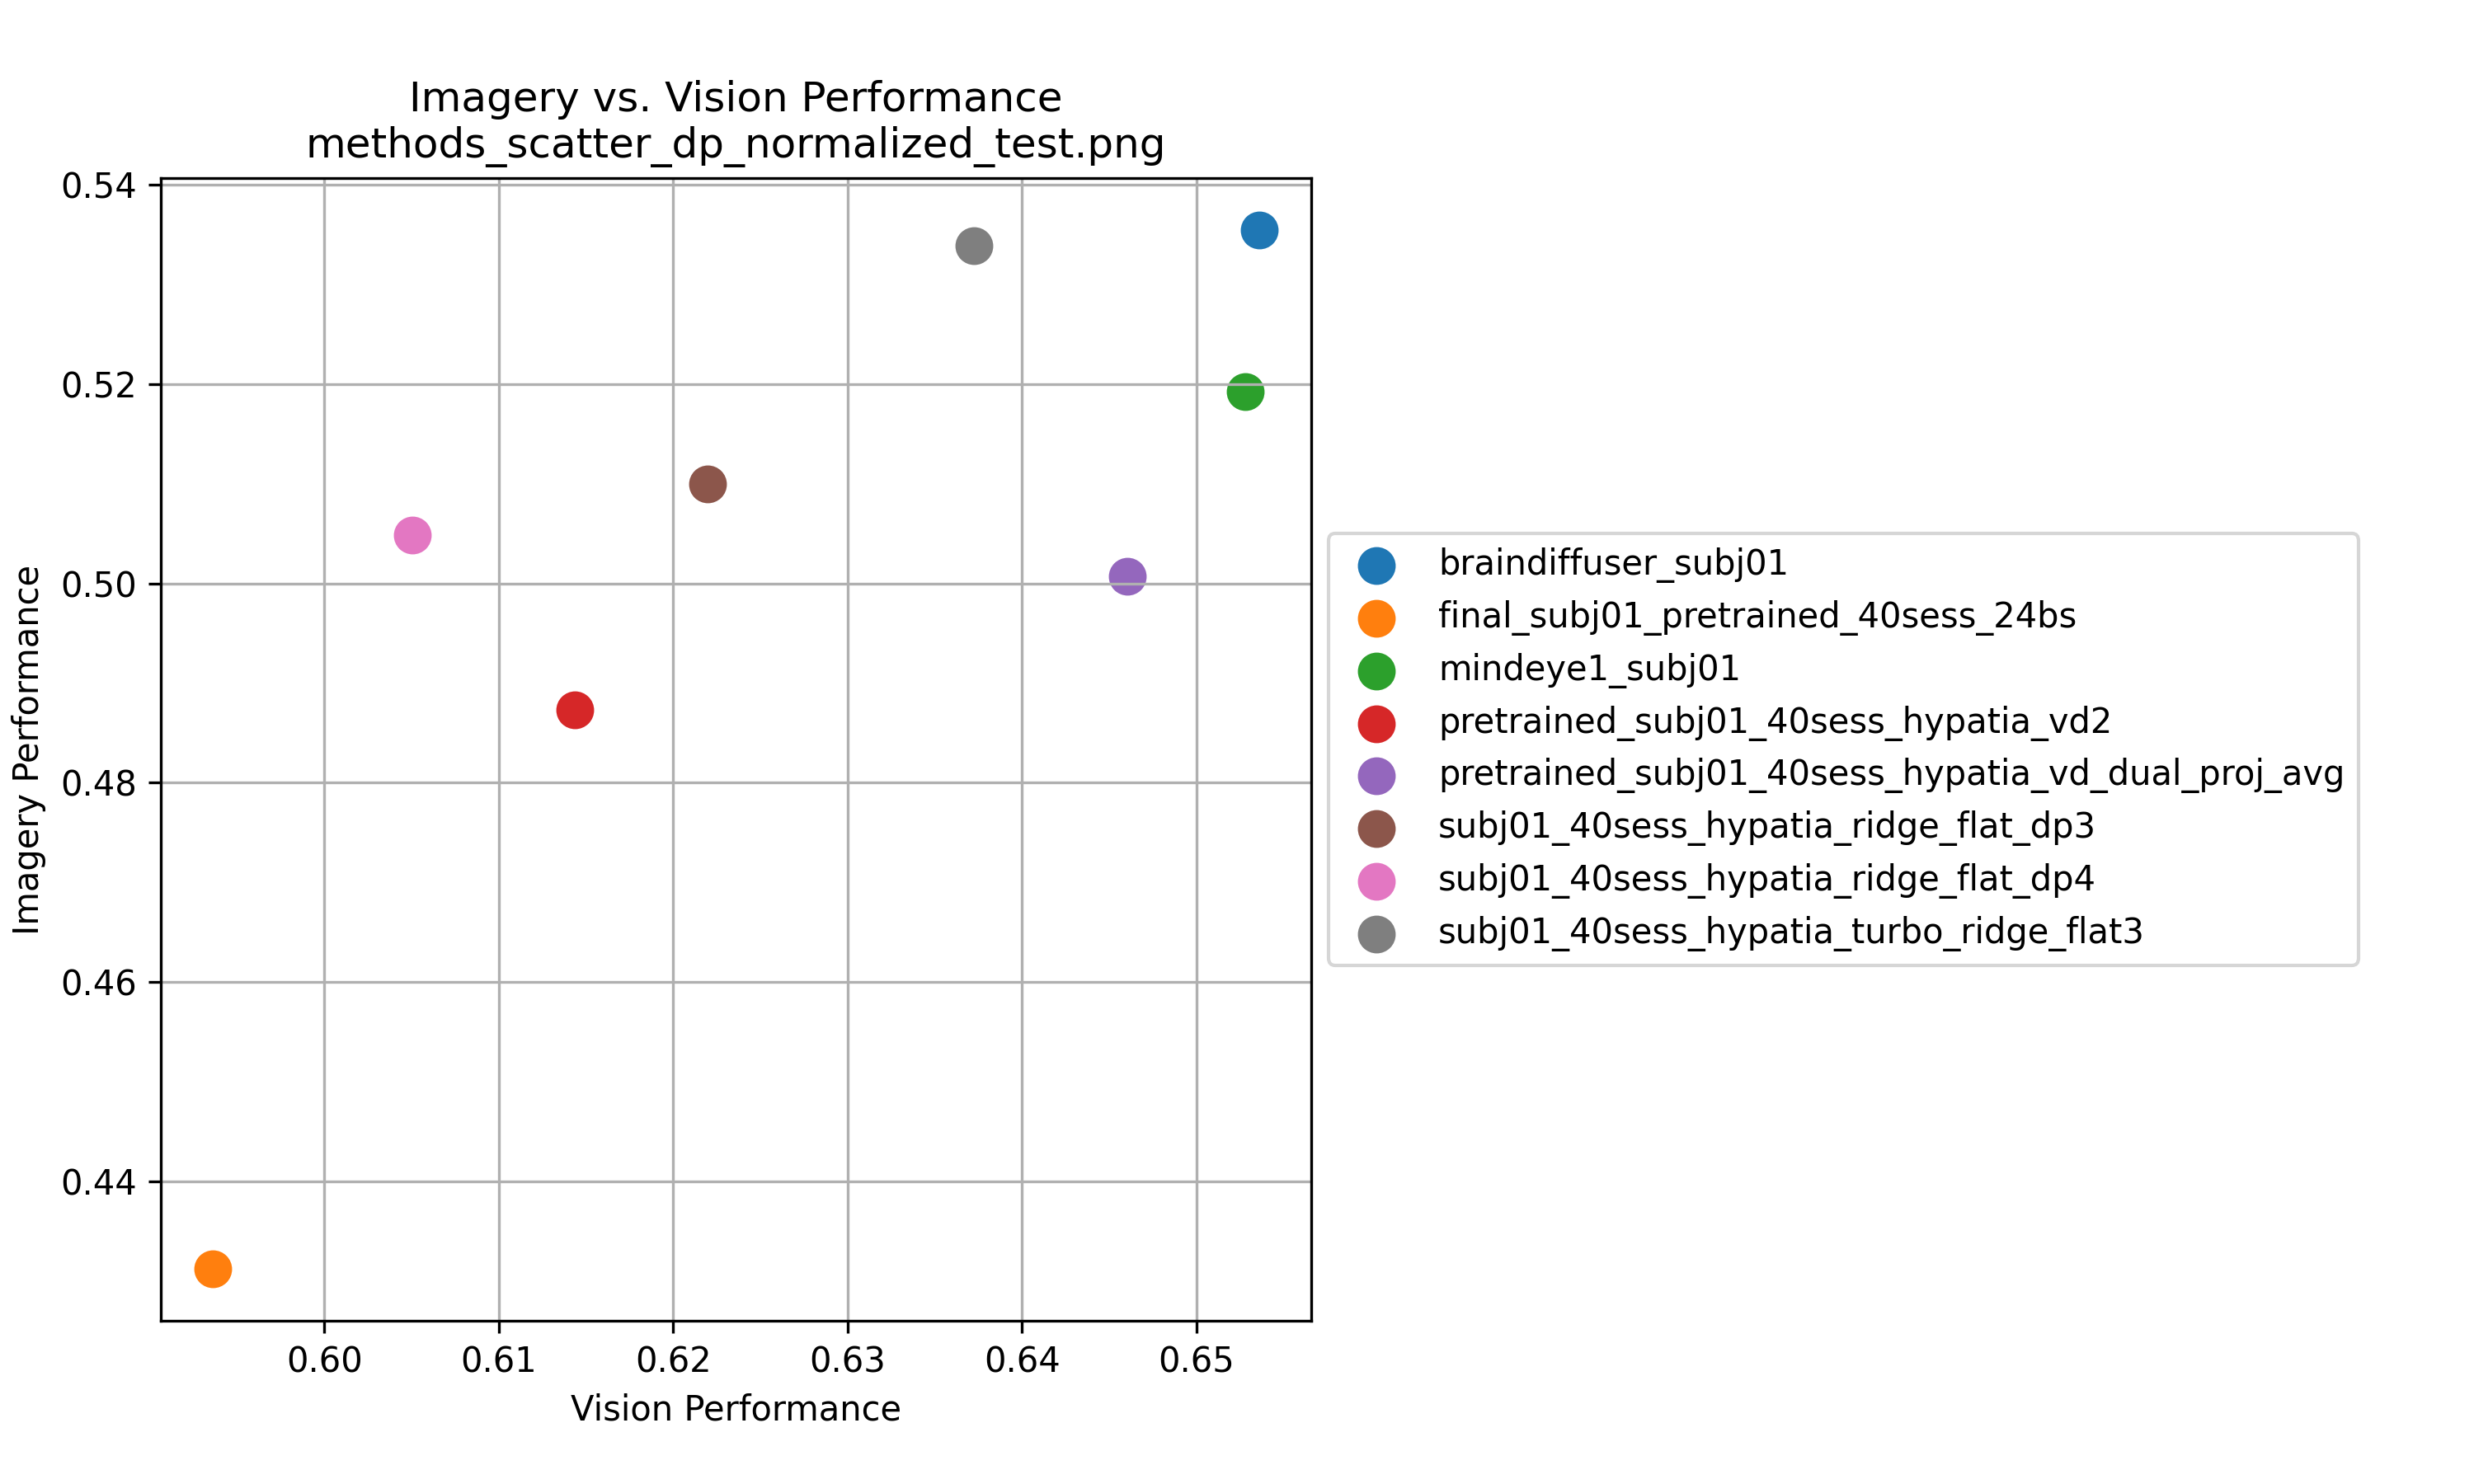 Imagery vs. Vision Performance
methods_scatter_dp_normalized_test.png
0.54
0.52
0.50
0.48
0.46
0.44
Imagery Performance
0.60 0.61 0.62 0.63 0.64 0.65
Vision Performance
braindiffuser_subj01
final_subj01_pretrained_40sess_24bs
mindeye1_subj01
pretrained_subj01_40sess_hypatia_vd2
pretrained_subj01_40sess_hypatia_vd_dual_proj_avg
subj01_40sess_hypatia_ridge_flat_dp3
subj01_40sess_hypatia_ridge_flat_dp4
subj01_40sess_hypatia_turbo_ridge_flat3